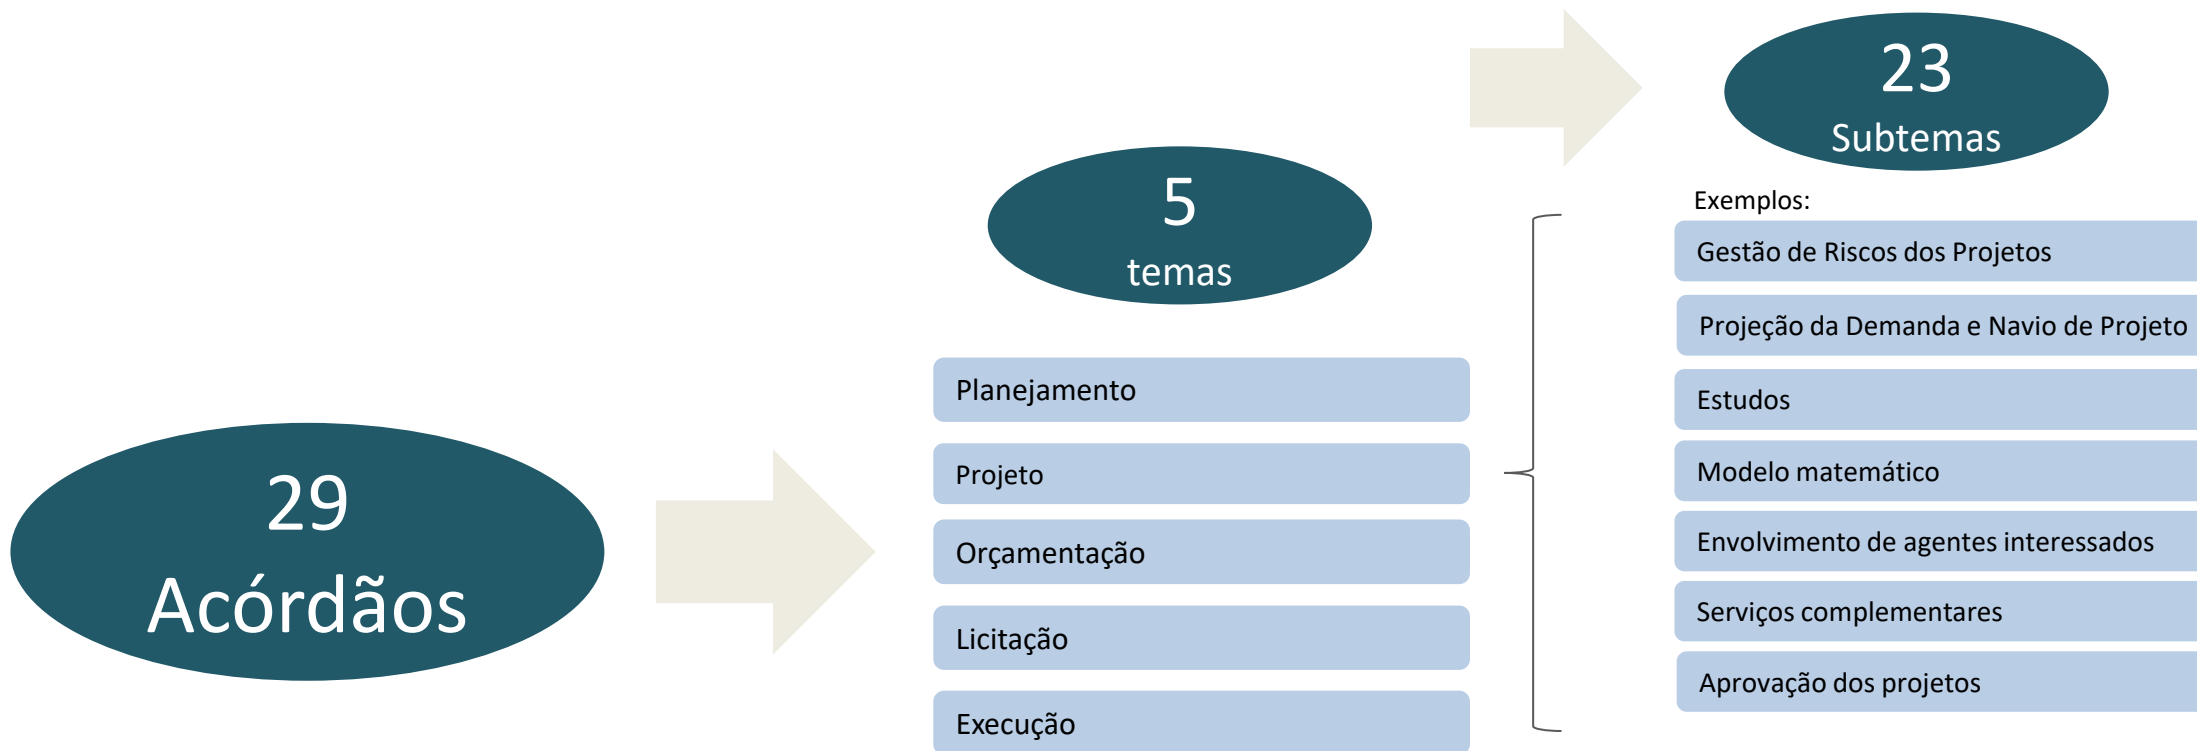 29
Acórdãos
5
temas
Planejamento
Projeto
Orçamentação
Licitação
Execução
23
Subtemas
Exemplos:
Gestão de Riscos dos Projetos
Projeção da Demanda e Navio de Projeto
Estudos
Modelo matemático
Envolvimento de agentes interessados
Serviços complementares
Aprovação dos projetos